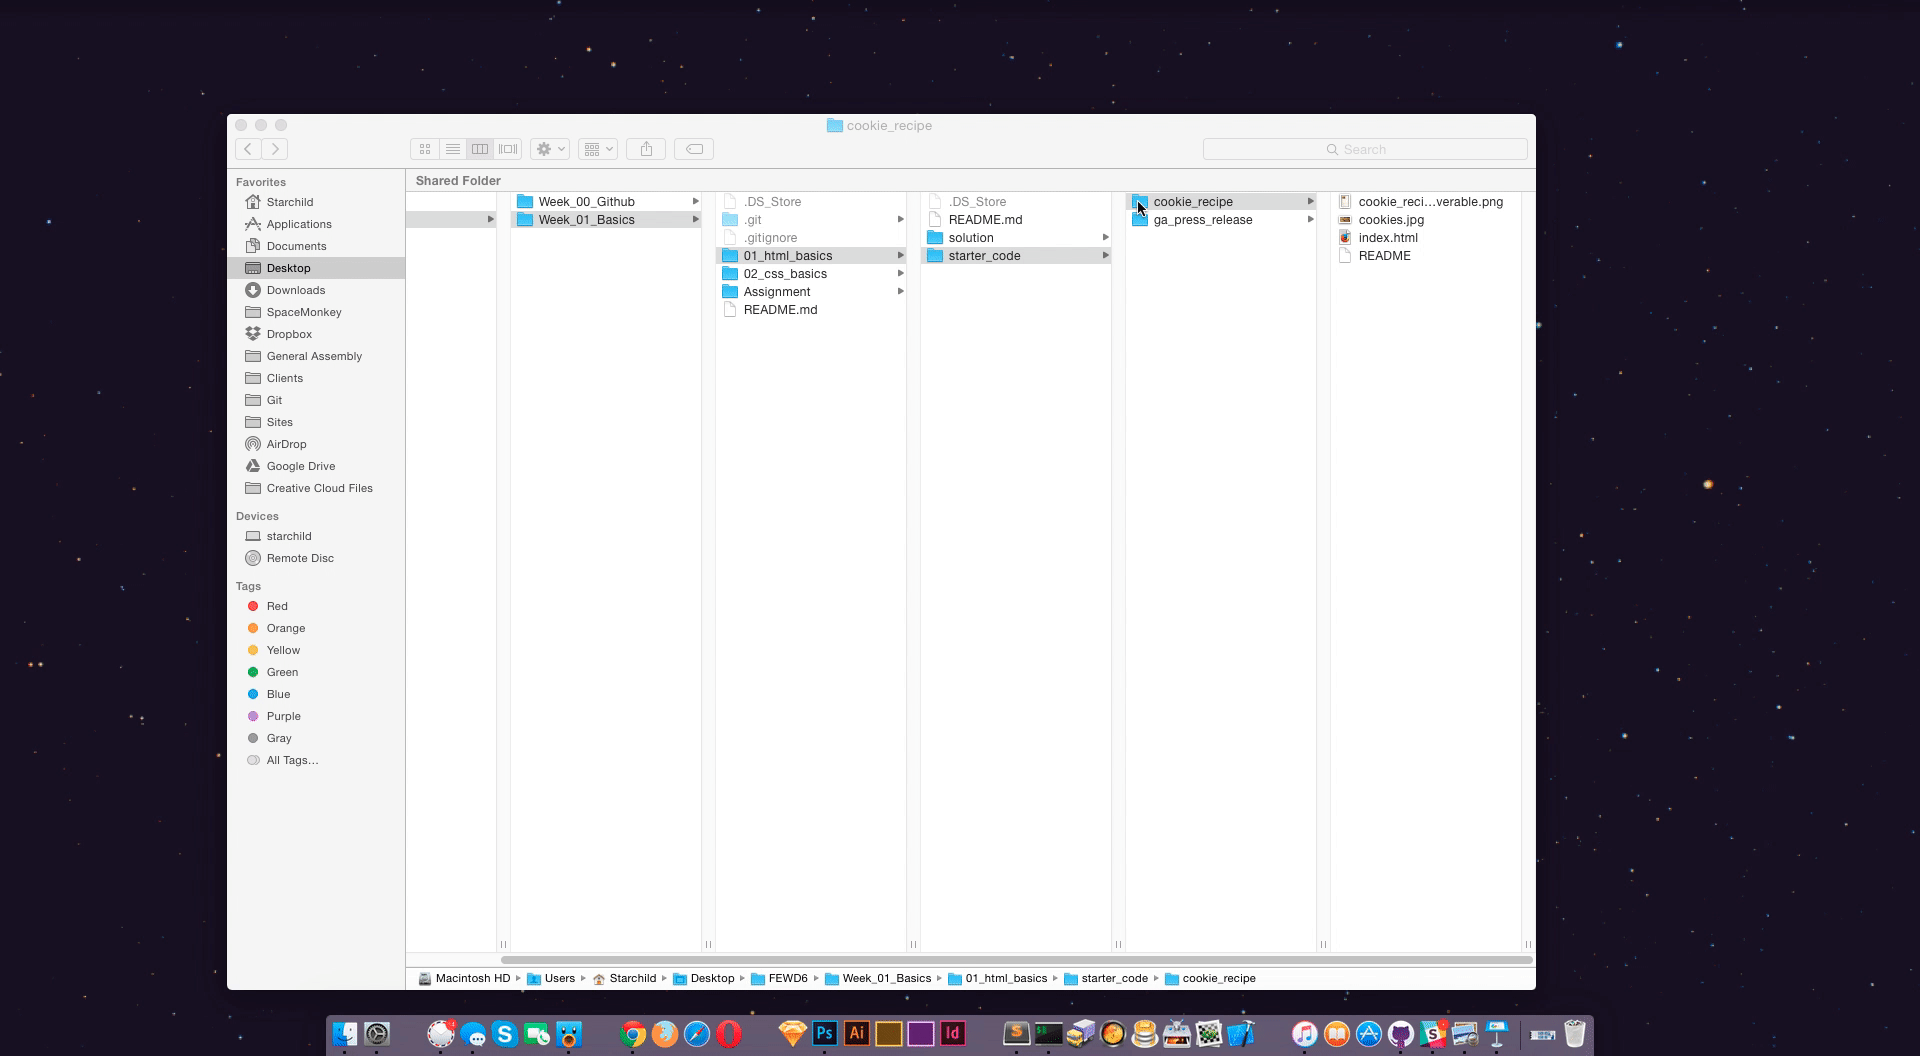 cookie_recipe
Search
Shared Folder
Favorites
Starchild
Applications
Documents
Desktop
Downloads
SpaceMonkey
Dropbox
General Assembly
Clients
Git
Sites
AirDrop
Google Drive
Creative Cloud Files
Devices
starchild
Remote Disc
Tags
Red
Orange
Yellow
Green
Blue
Purple
Gray
All Tags...
Week_00_Github
Week_01_Basics
.DS_Store
.git
.gitignore
01_html_basics
02_css_basics
Assignment
README.md
.DS_Store
README.md
solution
starter_code
cookie_recipe
ga_press_release
cookie_reci...verable.png
cookies.jpg
index.html
README
Macintosh HD Users Starchild Desktop FEWD6 Week_01_Basics 01_html_basics starter_code cookie_recipe
Ps Ai Id